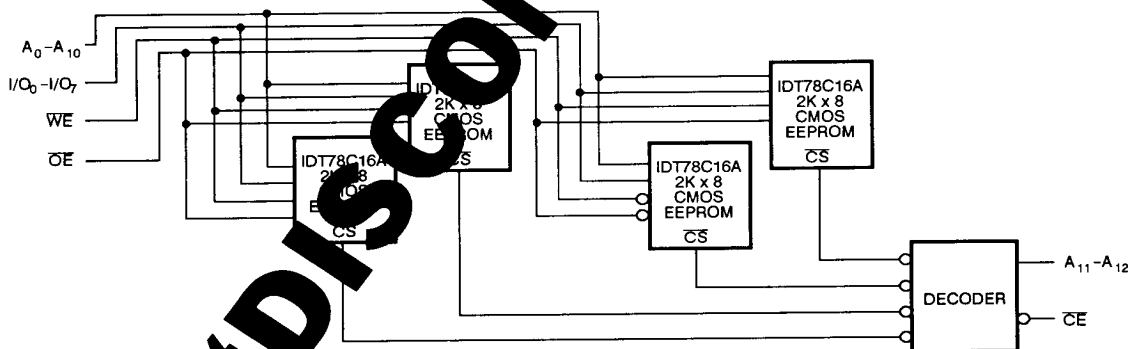 A0-A10
I/O0-I/O7
WE
OE
2K x 8
CMOS
EEPROM
CS
IDT78C16A
CS
IDT78C16A
2K x 8
CMOS
EEPROM
CS
IDT78C16A
2K x 8
CMOS
EEPROM
CS
DECODER
A11-A12
CE